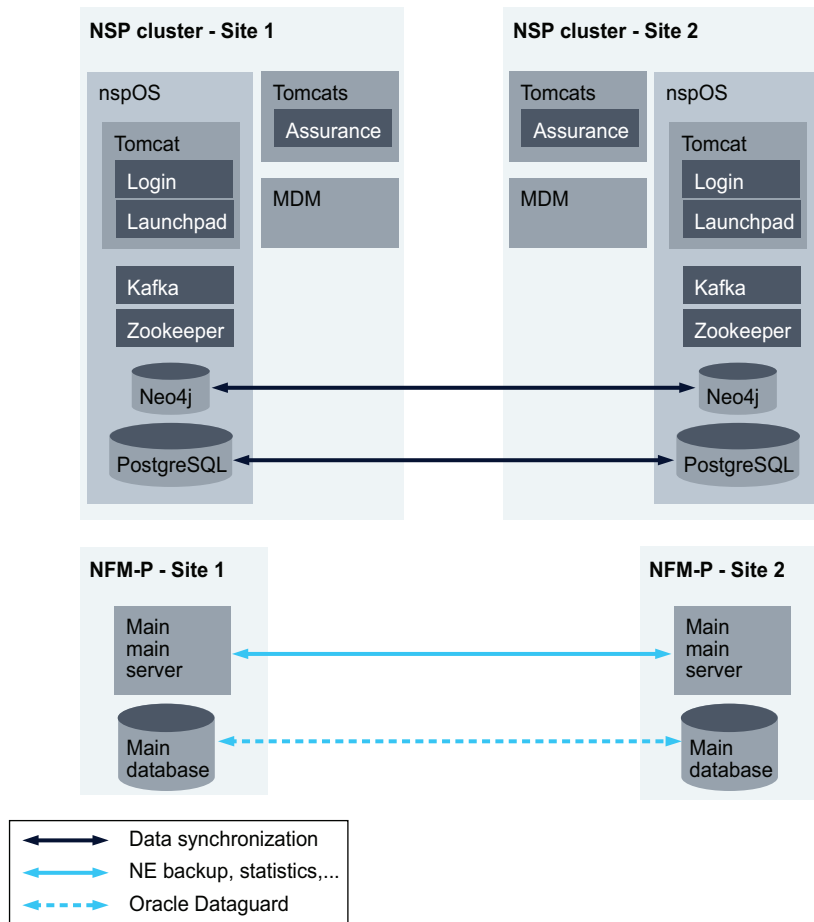 NSP cluster - Site 1
nspOS
Tomcat
Login
Launchpad
Kafka
Zookeeper
Neo4j
PostgreSQL
Tomcats
Assurance
MDM
NSP cluster - Site 2
Tomcats
Assurance
MDM
nspOS
Tomcat
Login
Launchpad
Kafka
Zookeeper
Neo4j
PostgreSQL
NFM-P - Site 1
Main
main
server
Main
database
NFM-P - Site 2
Main
main
server
Main
database
Data synchronization
NE backup, statistics,...
Oracle Dataguard